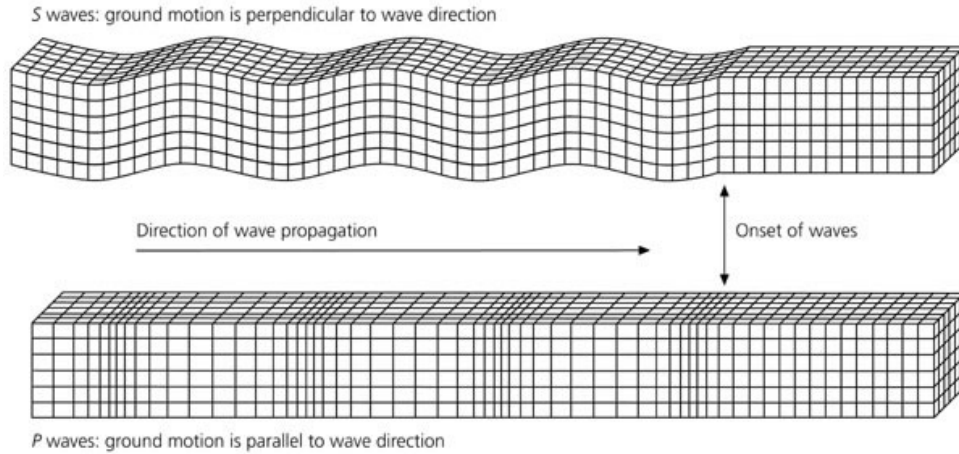 S waves: ground motion is perpendicular to wave direction
Direction of wave propagation
Onset of waves
P waves: ground motion is parallel to wave direction